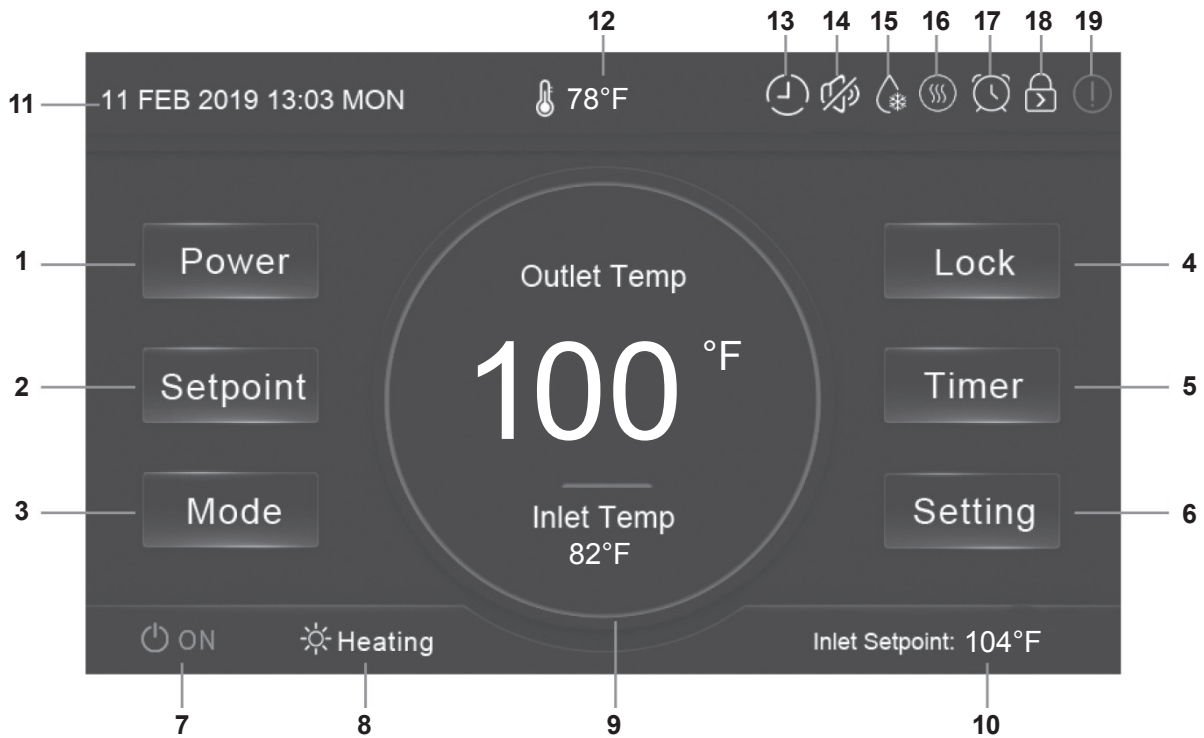 12 13 14 15 16 17 18 19
11 11 FEB 2019 13:03 MON 78°F
1 Power Lock 4
Outlet Temp
100 °F
2 Setpoint Timer 5
3 Mode Setting 6
Inlet Temp
82°F
ON Heating Inlet Setpoint: 104°F
7 8 9 10